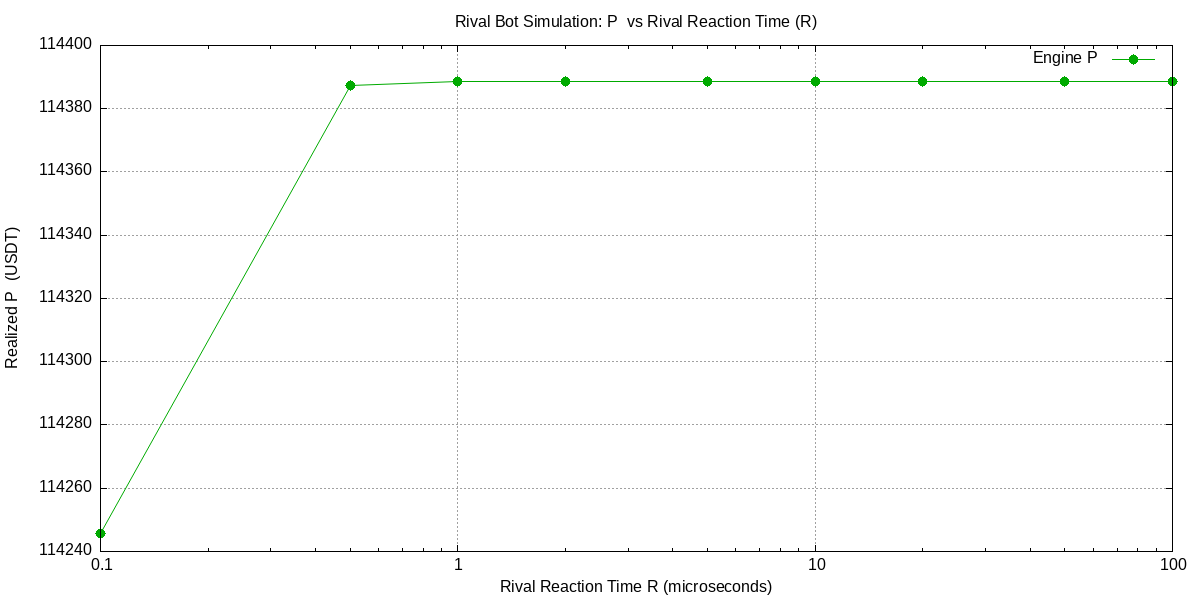 Rival Bot Simulation: P  vs Rival Reaction Time (R)
Engine P
114400
114380
114360
114340
114320
114300
114280
114260
114240
Realized P  (USDT)
0.1 1 10 100
Rival Reaction Time R (microseconds)